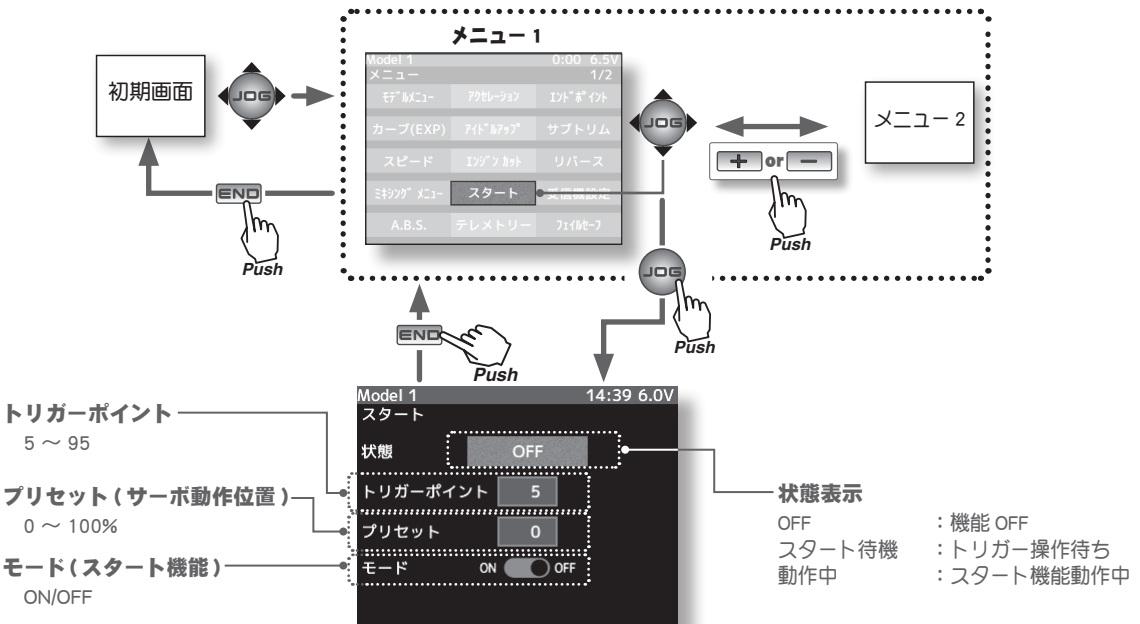 メニュー 1
初期画面
JOG
Model 1 0:00 6.5V
メニュー 1/2
ﾓﾃﾞﾙﾒﾆｭｰ ｱｸｾﾚｰｼｮﾝ ｴﾝﾄﾞﾎﾟｲﾝﾄ
カーブ(EXP) ｱｲﾄﾞﾙｱｯﾌﾟ サブトリム
スピード ｴﾝｼﾞﾝ ｶｯﾄ リバース
ﾐｷｼﾝｸﾞ ﾒﾆｭｰ スタート 受信機設定
A.B.S. テレメトリー ﾌｪｲﾙｾｰﾌ
JOG
+ or −
Push
メニュー 2
END
Push
JOG
Push
END
Push
Model 1 14:39 6.0V
スタート
状態 OFF
トリガーポイント 5
プリセット 0
モード ON OFF
トリガーポイント
5 ～ 95
プリセット ( サーボ動作位置 )
0 ～ 100%
モード ( スタート機能 )
ON/OFF
状態表示
OFF ：機能 OFF
スタート待機 ：トリガー操作待ち
動作中 ：スタート機能動作中